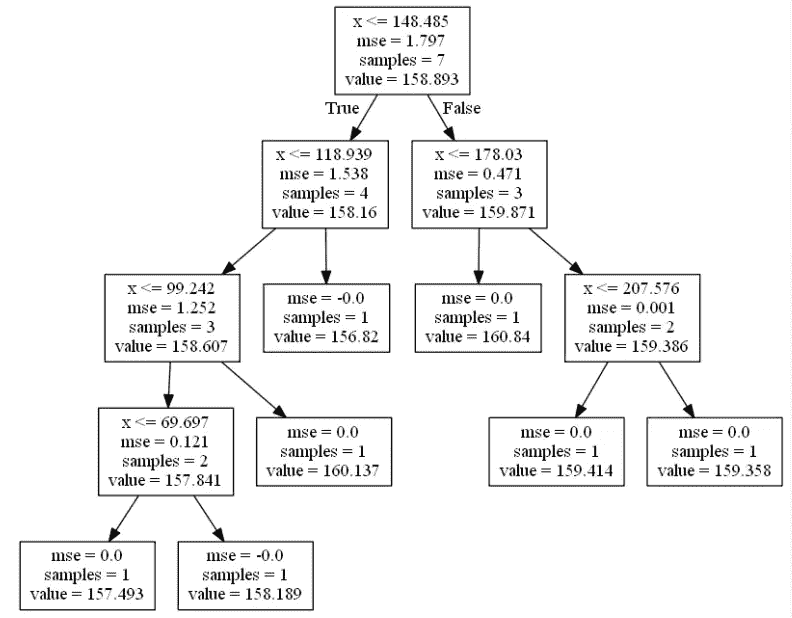 x <= 148.485
mse = 1.797
samples = 7
value = 158.893
True
False
x <= 118.939
mse = 1.538
samples = 4
value = 158.16
x <= 178.03
mse = 0.471
samples = 3
value = 159.871
x <= 99.242
mse = 1.252
samples = 3
value = 158.607
mse = -0.0
samples = 1
value = 156.82
mse = 0.0
samples = 1
value = 160.84
x <= 207.576
mse = 0.001
samples = 2
value = 159.386
x <= 69.697
mse = 0.121
samples = 2
value = 157.841
mse = 0.0
samples = 1
value = 160.137
mse = 0.0
samples = 1
value = 159.414
mse = 0.0
samples = 1
value = 159.358
mse = 0.0
samples = 1
value = 157.493
mse = -0.0
samples = 1
value = 158.189